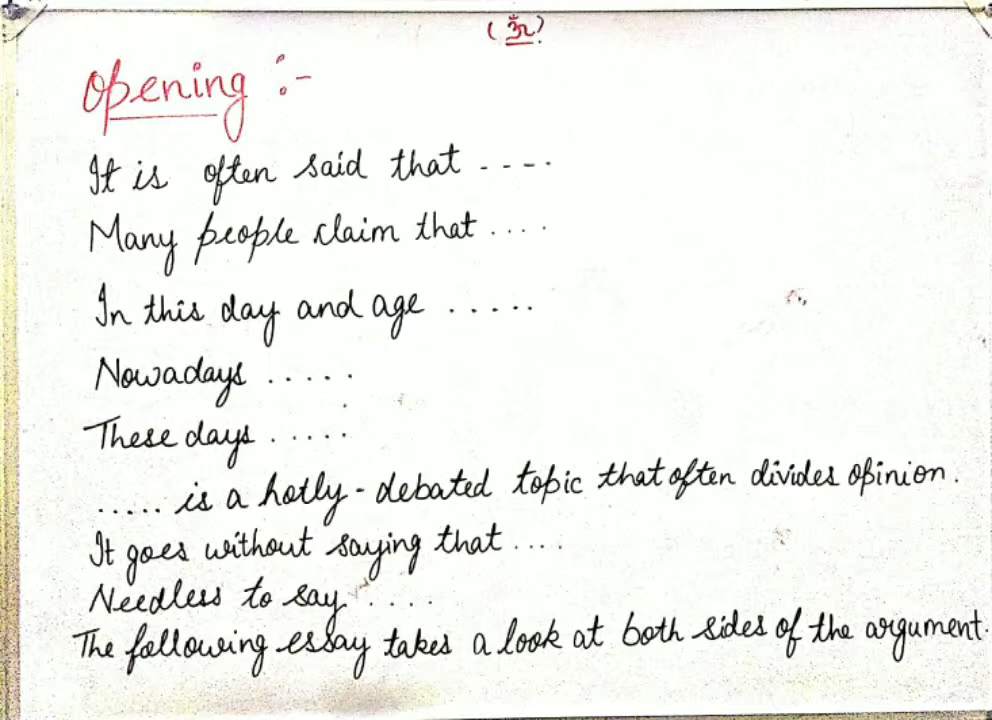 Opening :-
It is often said that ----.
Many people claim that ....
In this day and age .....
Nowadays .....
These days .....
..... is a hotly-debated topic that often divides opinion.
It goes without saying that ....
Needless to say ....
The following essay takes a look at both sides of the argument.